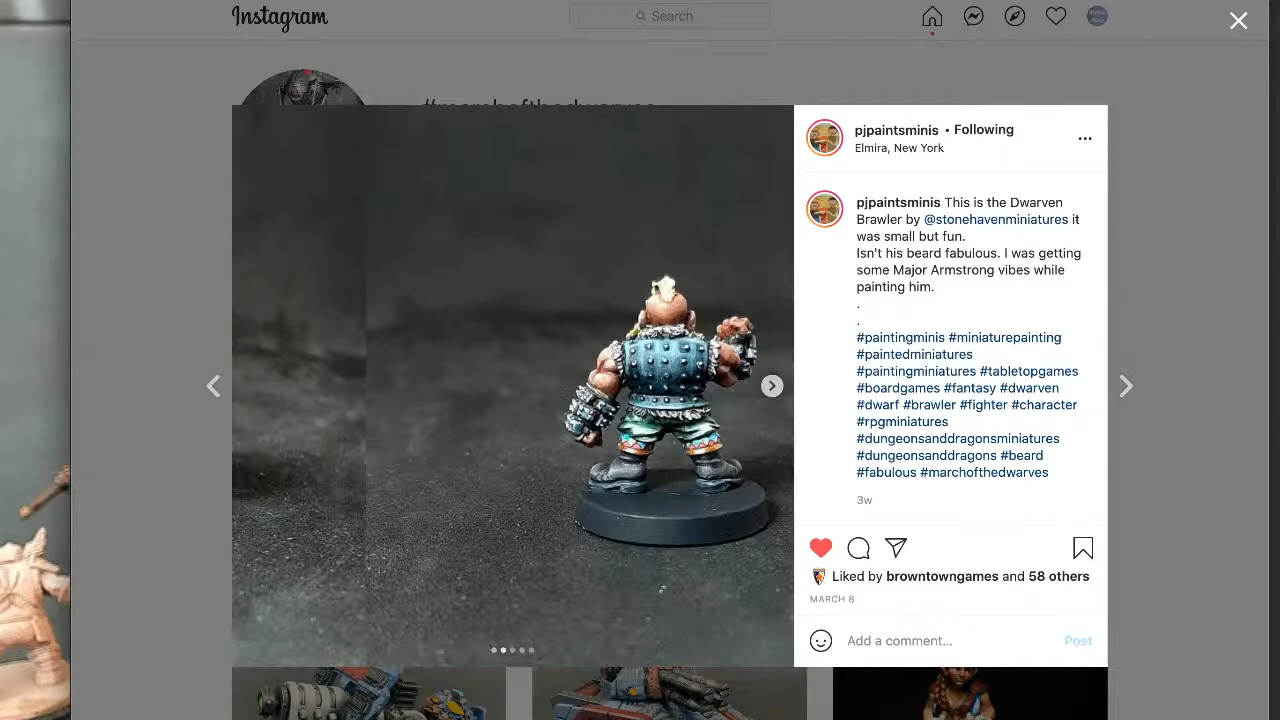 Instagram
Search
#marchofthedwarves
pjpaintsminis • Following
Elmira, New York
pjpaintsminis This is the Dwarven
Brawler by @stonehavenminiatures it
was small but fun.
Isn't his beard fabulous. I was getting
some Major Armstrong vibes while
painting him.
.
.
#paintingminis #miniaturepainting
#paintedminiatures
#paintingminiatures #tabletopgames
#boardgames #fantasy #dwarven
#dwarf #brawler #fighter #character
#rpgminiatures
#dungeonsanddragonsminiatures
#dungeonsanddragons #beard
#fabulous #marchofthedwarves
3w
Liked by browntowngames and 58 others
MARCH 8
Add a comment... Post